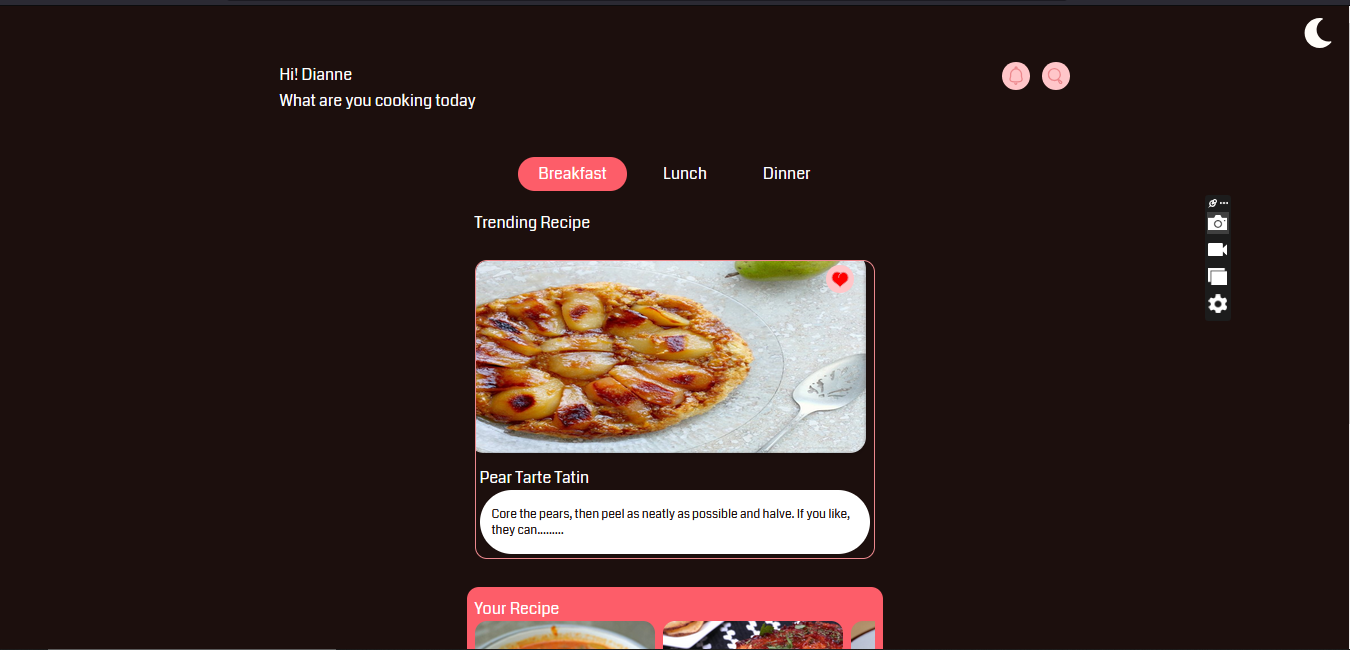 Hi! Dianne
What are you cooking today
Breakfast
Lunch
Dinner
Trending Recipe
Pear Tarte Tatin
Core the pears, then peel as neatly as possible and halve. If you like,
they can.........
Your Recipe